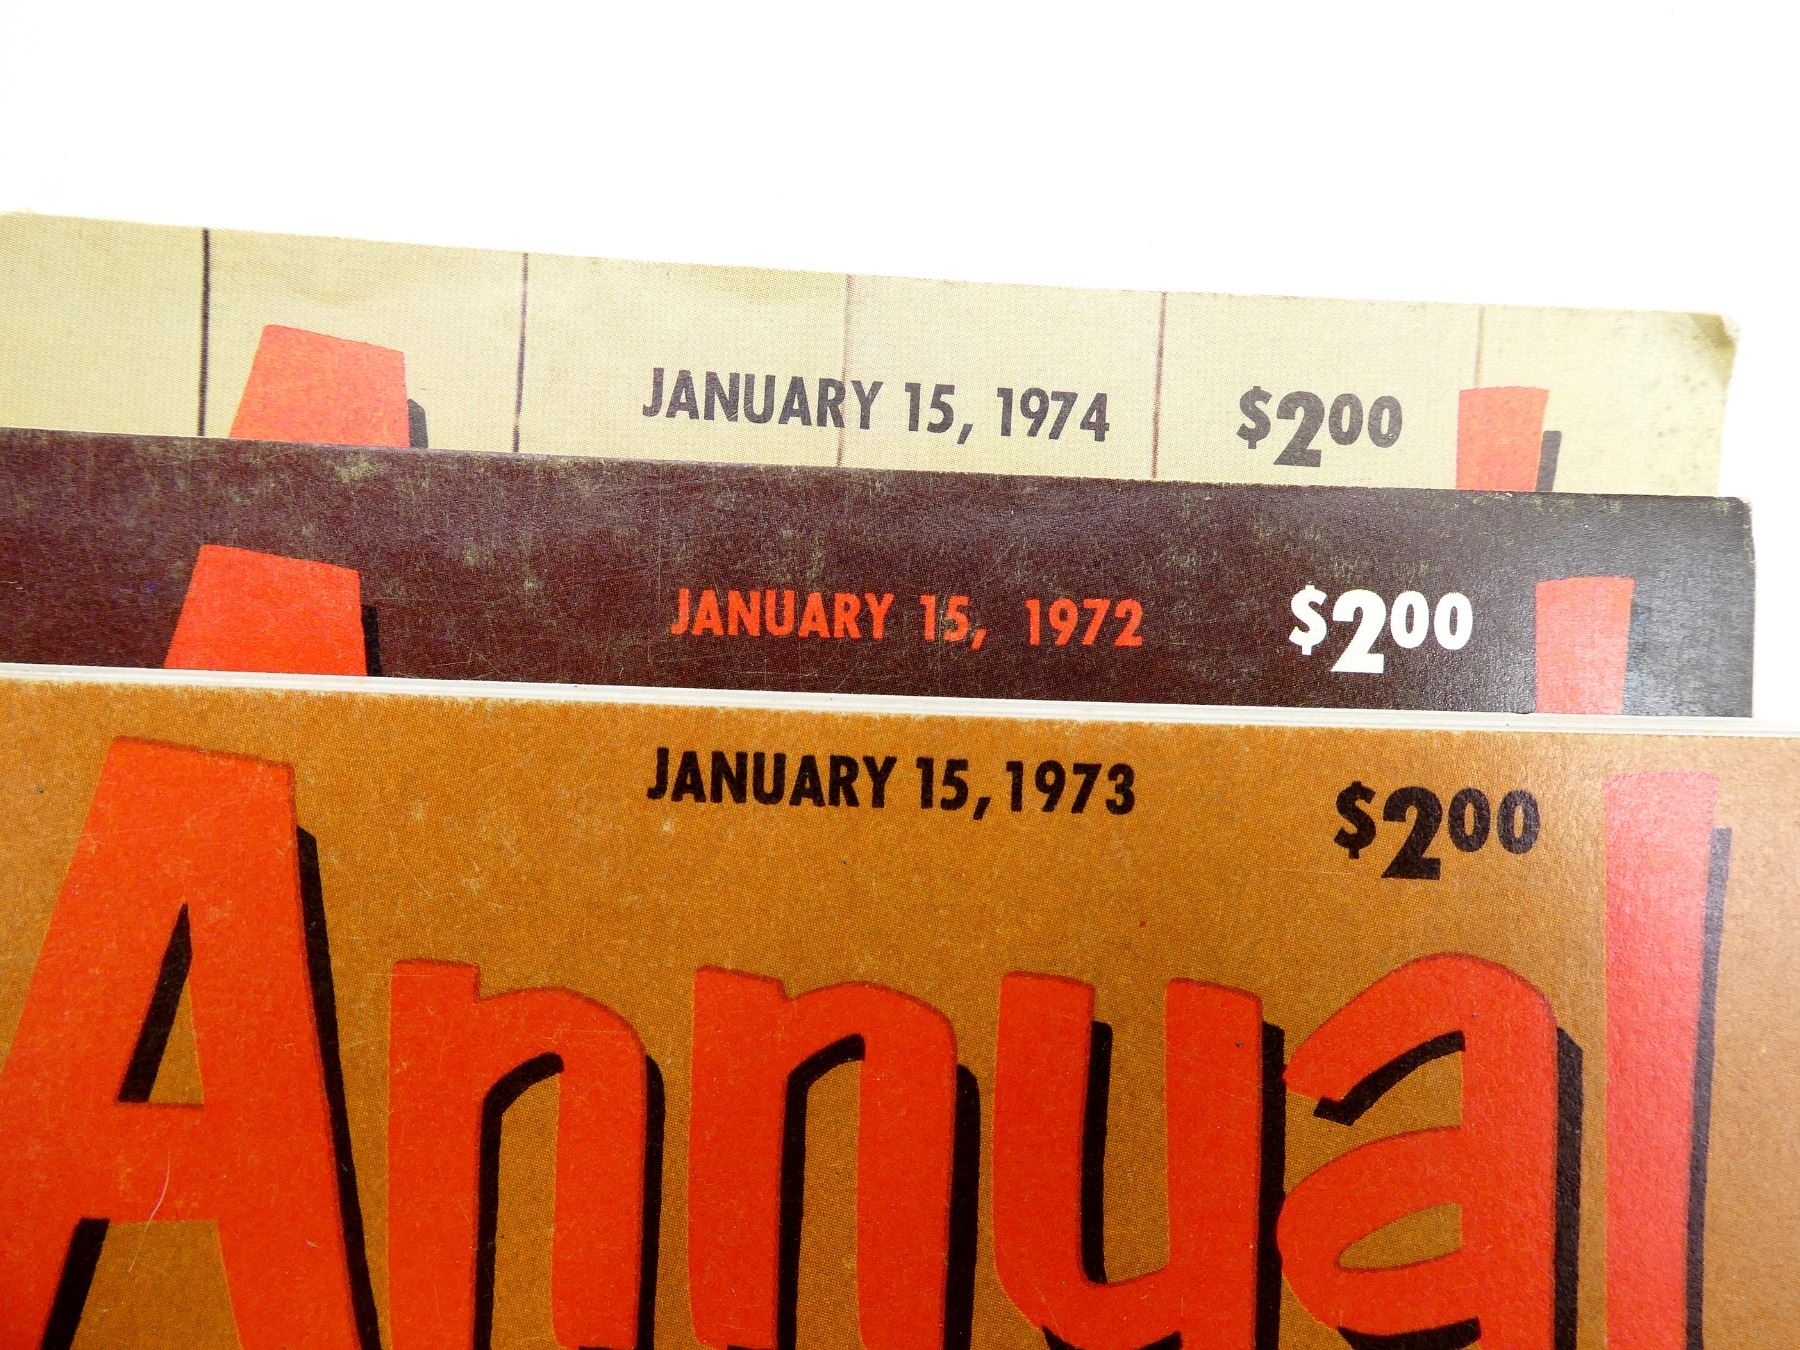 JANUARY 15, 1974 $2.00
JANUARY 15, 1972 $2.00
JANUARY 15, 1973 $2.00
Annual